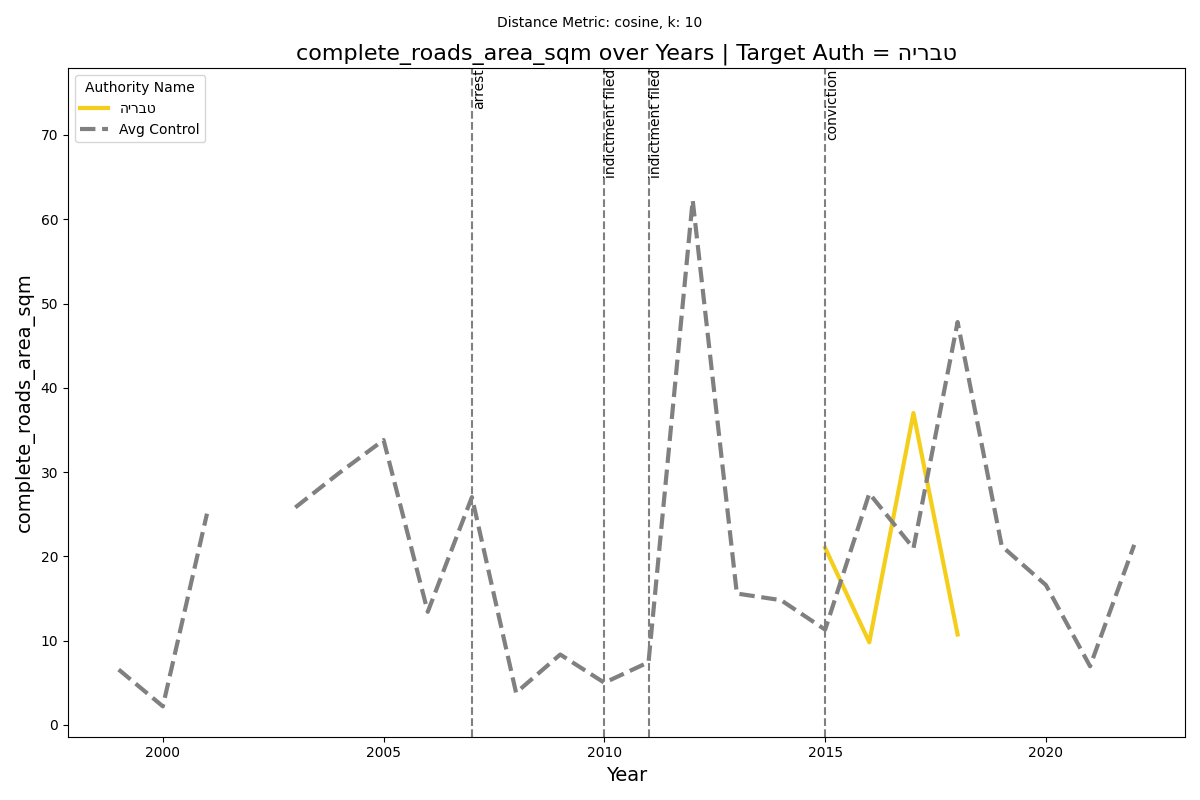 Distance Metric: cosine, k: 10
complete_roads_area_sqm over Years | Target Auth = טבריה
Authority Name
טבריה
Avg Control
arrest
indictment filed
indictment filed
conviction
complete_roads_area_sqm
70
60
50
40
30
20
10
0
2000 2005 2010 2015 2020
Year